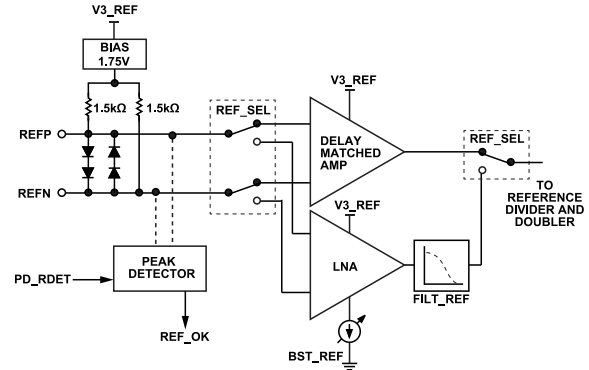 V3_REF
BIAS
1.75V
1.5kΩ
1.5kΩ
REFP
REFN
REF_SEL
V3_REF
DELAY
MATCHED
AMP
REF_SEL
TO
REFERENCE
DIVIDER AND
DOUBLER
V3_REF
LNA
FILT_REF
PEAK
DETECTOR
PD_RDET
REF_OK
BST_REF